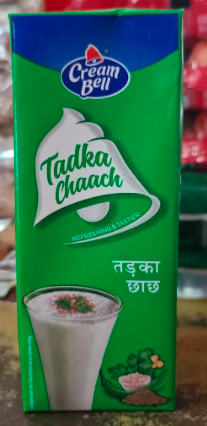 Cream
Bell
Tadka
Chaach
REFRESHING & TASTIER
तड़का
छाछ